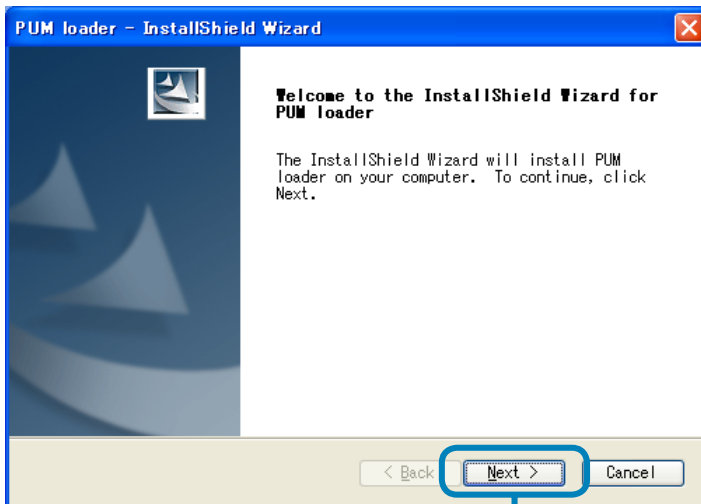 PUM loader - InstallShield Wizard
Welcome to the InstallShield Wizard for
PUM loader
The InstallShield Wizard will install PUM
loader on your computer. To continue, click
Next.
< Back
Next >
Cancel